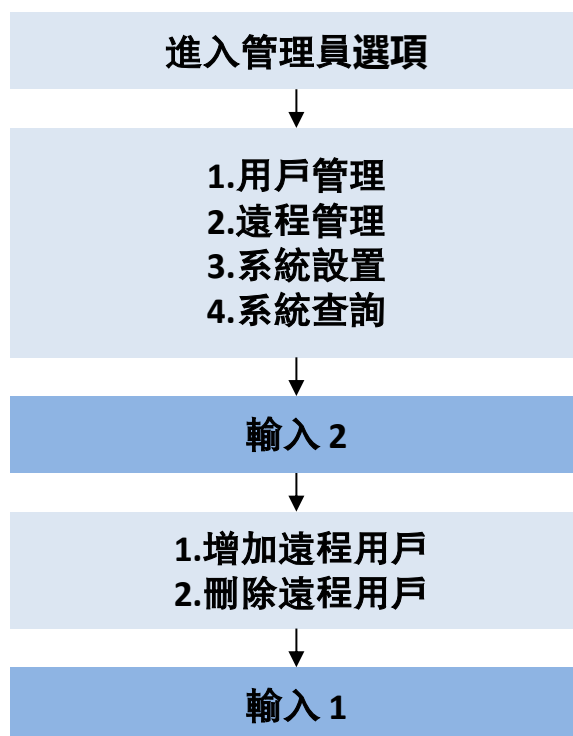 進入管理員選項
1.用戶管理
2.遠程管理
3.系統設置
4.系統查詢
輸入 2
1.增加遠程用戶
2.刪除遠程用戶
輸入 1